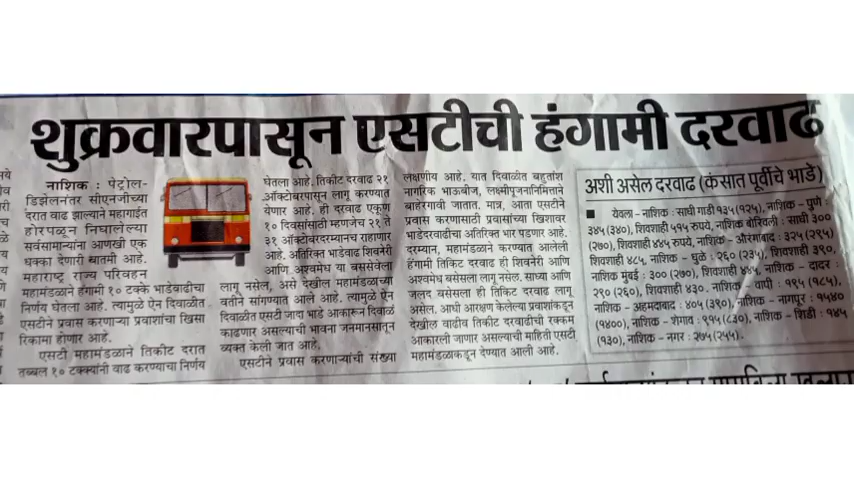 शुक्रवारपासून एसटीची हंगामी दरवाढ
नाशिक : पेट्रोल-
डिझेलनंतर सीएनजीच्या
दरात वाढ झाल्याने महागाईत
होरपळून निघालेल्या
सर्वसामान्यांना आणखी एक
धक्का देणारी बातमी आहे.
महाराष्ट्र राज्य परिवहन
महामंडळाने हंगामी १० टक्के भाडेवाढीचा
निर्णय घेतला आहे. त्यामुळे ऐन दिवाळीत
एसटीने प्रवास करणाऱ्या प्रवाशांचा खिसा
रिकामा होणार आहे.
एसटी महामंडळाने तिकीट दरात
तब्बल १० टक्क्यांनी वाढ करण्याचा निर्णय
घेतला आहे. तिकीट दरवाढ २१
ऑक्टोबरपासून लागू करण्यात
येणार आहे. ही दरवाढ एकूण
१० दिवसांसाठी म्हणजेच २१ ते
३१ ऑक्टोबरदरम्यानच राहणार
आहे. अतिरिक्त भाडेवाढ शिवनेरी
आणि अश्वमेध या बससेवेला
लागू नसेल, असे देखील महामंडळाच्या
वतीने सांगण्यात आले आहे. त्यामुळे ऐन
दिवाळीत एसटी जादा भाडे आकारून दिवाळे
काढणार असल्याची भावना जनमानसातून
व्यक्त केली जात आहे.
एसटीने प्रवास करणाऱ्यांची संख्या
लक्षणीय आहे. यात दिवाळीत बहुतांश
नागरिक भाऊबीज, लक्ष्मीपूजनानिमित्ताने
बाहेरगावी जातात. मात्र, आता एसटीने
प्रवास करणासाठी प्रवासांच्या खिशावर
भाडेदरवाढीचा अतिरिक्त भार पडणार आहे.
दरम्यान, महामंडळाने करण्यात आलेली
हंगामी तिकिट दरवाढ ही शिवनेरी आणि
अश्वमेध बसेसला लागू नसेल. साध्या आणि
जलद बसेसला ही तिकिट दरवाढ लागू
असेल. आधी आरक्षण केलेल्या प्रवाशांकडून
देखील वाढीव तिकीट दरवाढीची रक्कम
आकारली जाणार असल्याची माहिती एसटी
महामंडळाकडून देण्यात आली आहे.
अशी असेल दरवाढ (कंसात पूर्वीचे भाडे)
■ येवला - नाशिक : साधी गाडी १३५ (१२५), नाशिक - पुणे :
३४५ (३४०), शिवशाही ५१५ रुपये, नाशिक बोरिवली : साधी ३००
(२७०), शिवशाही ४४५ रुपये, नाशिक - औरंगाबाद : ३२५ (२९५)
शिवशाही ४८५, नाशिक - धुळे : २६० (२३५), शिवशाही ३९०,
नाशिक मुंबई : ३०० (२७०), शिवशाही ४४५, नाशिक - दादर :
२९० (२६०), शिवशाही ४३०. नाशिक - वापी : १९५ (१८५),
नाशिक - अहमदाबाद : ४०५ (३९०), नाशिक - नागपूर : १५४०
(१४००), नाशिक - शेगाव : ९१५ (८३०), नाशिक - शिर्डी : १४५
(१३०), नाशिक - नगर : २७५ (२५५).